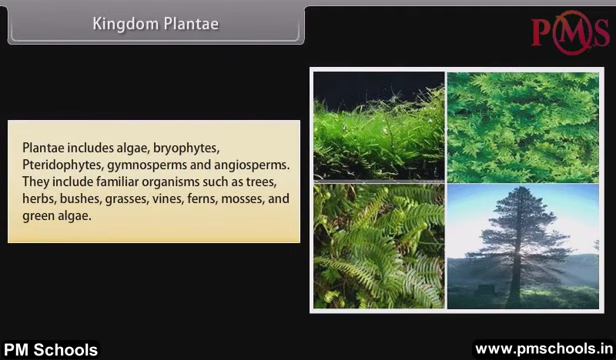 Kingdom Plantae
PMS
Plantae includes algae, bryophytes,
Pteridophytes, gymnosperms and angiosperms.
They include familiar organisms such as trees,
herbs, bushes, grasses, vines, ferns, mosses, and
green algae.
PM Schools
www.pmschools.in